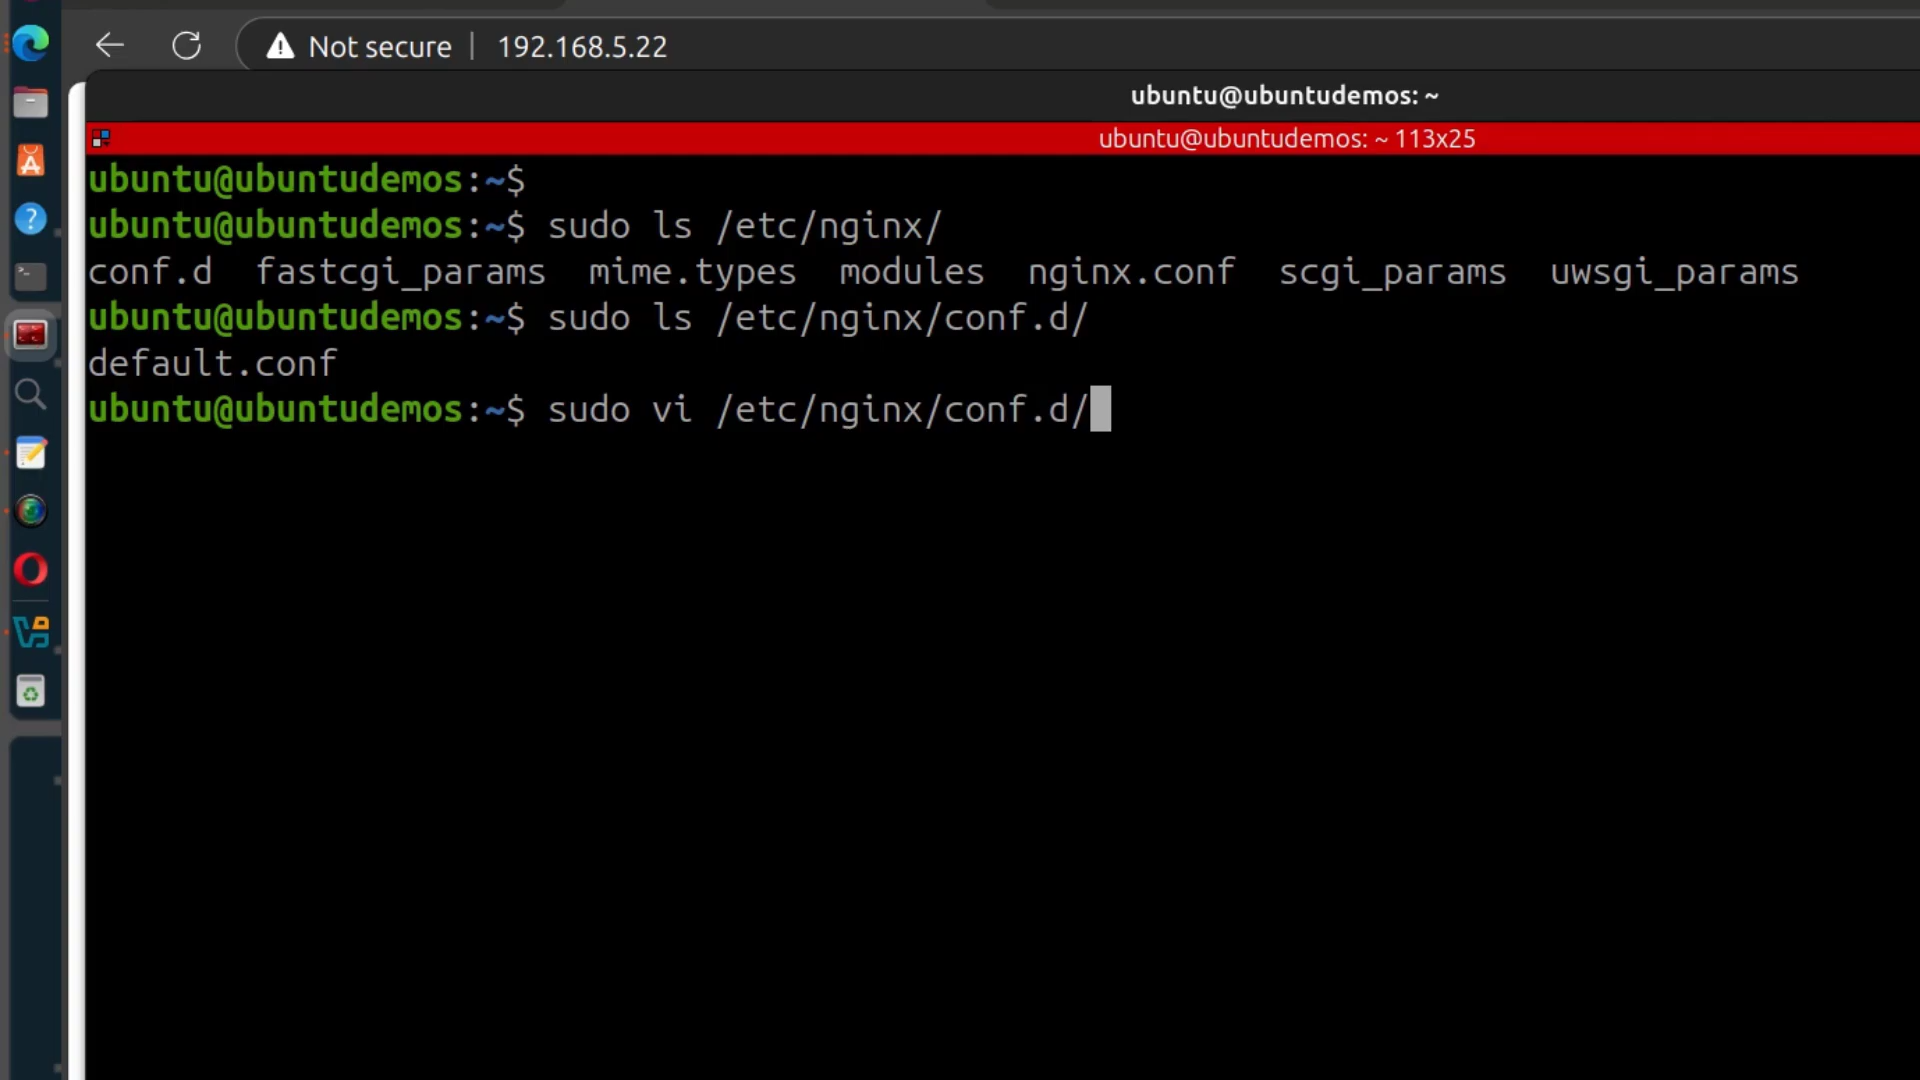 Not secure | 192.168.5.22
ubuntu@ubuntudemos: ~
ubuntu@ubuntudemos: ~ 113x25
ubuntu@ubuntudemos:~$
ubuntu@ubuntudemos:~$ sudo ls /etc/nginx/
conf.d  fastcgi_params  mime.types  modules  nginx.conf  scgi_params  uwsgi_params
ubuntu@ubuntudemos:~$ sudo ls /etc/nginx/conf.d/
default.conf
ubuntu@ubuntudemos:~$ sudo vi /etc/nginx/conf.d/